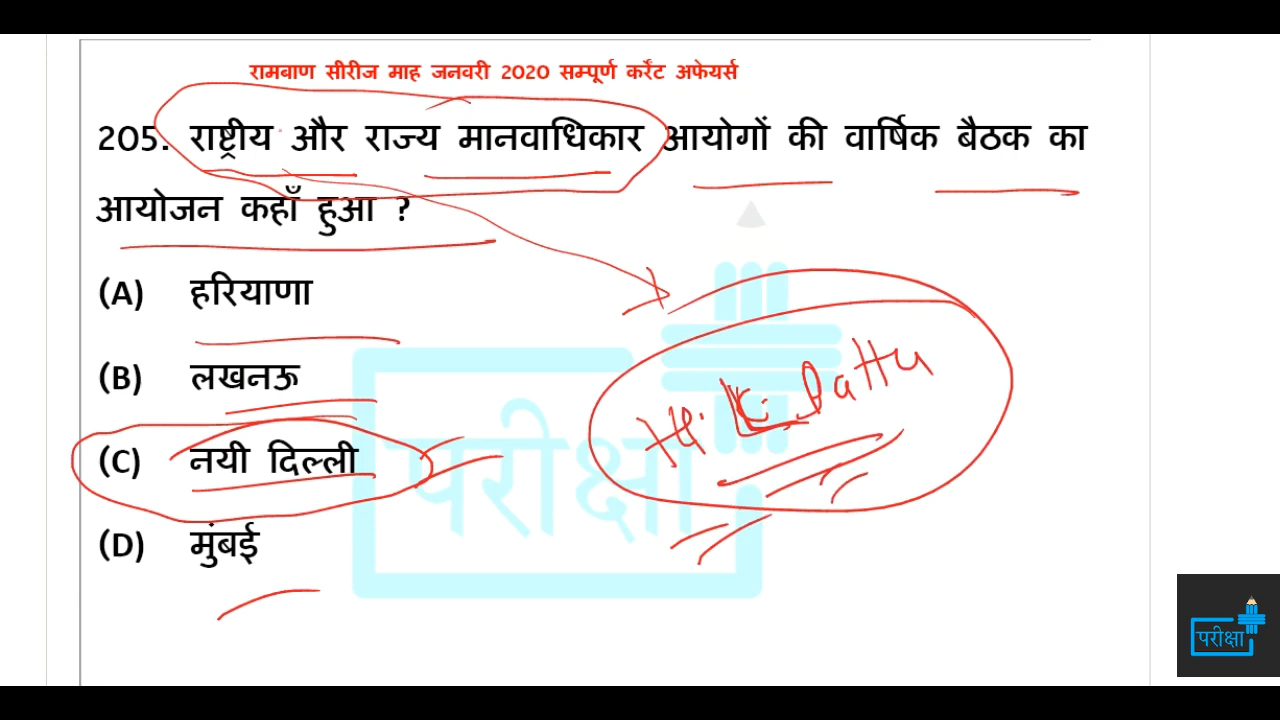 रामबाण सीरीज माह जनवरी 2020 सम्पूर्ण करेंट अफेयर्स
205. राष्ट्रीय और राज्य मानवाधिकार आयोगों की वार्षिक बैठक का
आयोजन कहाँ हुआ ?
(A) हरियाणा
(B) लखनऊ
(C) नयी दिल्ली
(D) मुंबई
परीक्षा
परीक्षा